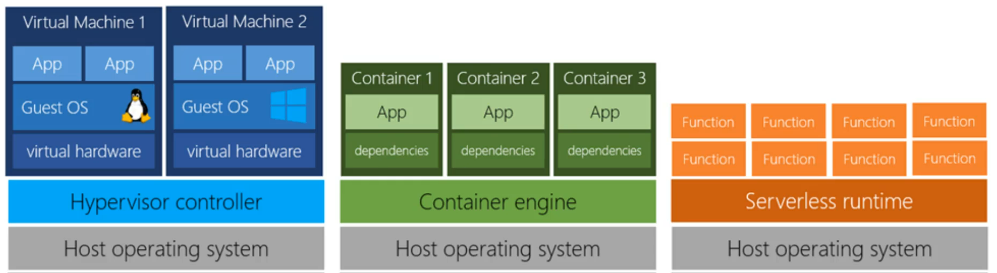 Virtual Machine 1
App App
Guest OS
virtual hardware
Virtual Machine 2
App App
Guest OS
virtual hardware
Hypervisor controller
Host operating system
Container 1
App
dependencies
Container 2
App
dependencies
Container 3
App
dependencies
Container engine
Host operating system
Function Function Function Function
Function Function Function Function
Serverless runtime
Host operating system